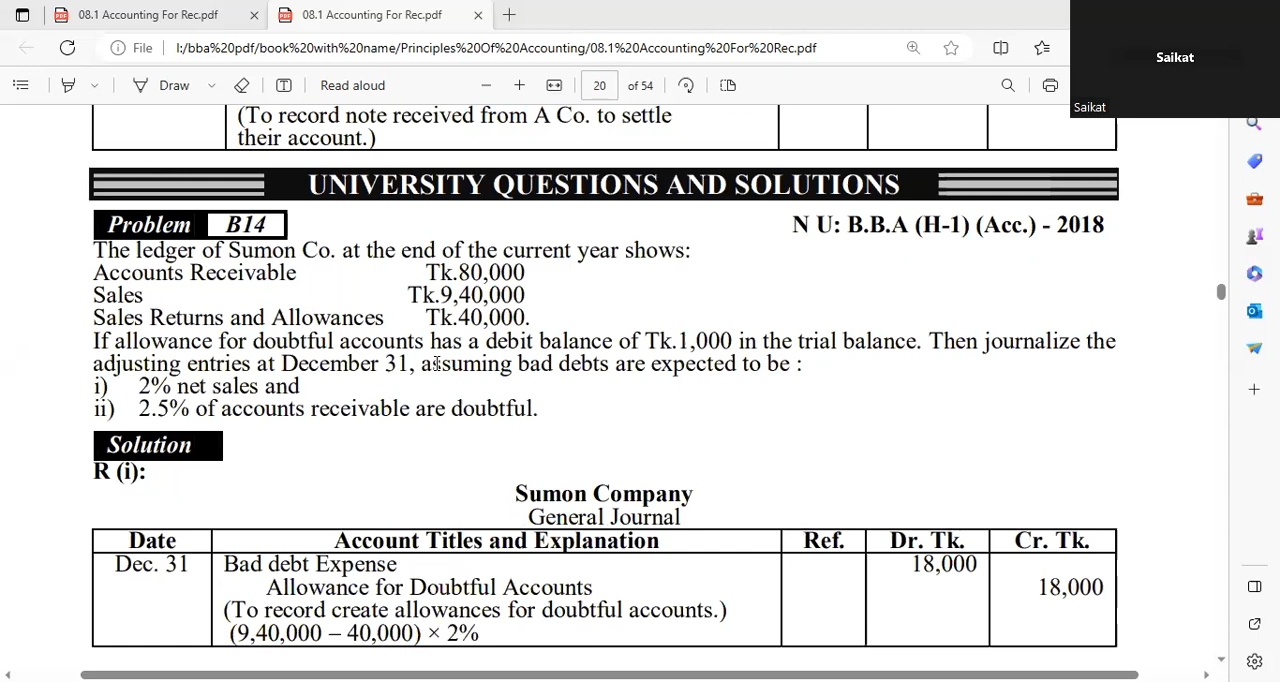 08.1 Accounting For Rec.pdf
08.1 Accounting For Rec.pdf
File
I:/bba%20pdf/book%20with%20name/Principles%20Of%20Accounting/08.1%20Accounting%20For%20Rec.pdf
Saikat
Saikat
Draw
Read aloud
20 of 54
(To record note received from A Co. to settle
their account.)
UNIVERSITY QUESTIONS AND SOLUTIONS
Problem B14 N U: B.B.A (H-1) (Acc.) - 2018
The ledger of Sumon Co. at the end of the current year shows:
Accounts Receivable Tk.80,000
Sales Tk.9,40,000
Sales Returns and Allowances Tk.40,000.
If allowance for doubtful accounts has a debit balance of Tk.1,000 in the trial balance. Then journalize the
adjusting entries at December 31, assuming bad debts are expected to be :
i) 2% net sales and
ii) 2.5% of accounts receivable are doubtful.
Solution
R (i):
Sumon Company
General Journal
Date Account Titles and Explanation Ref. Dr. Tk. Cr. Tk.
Dec. 31 Bad debt Expense 18,000
Allowance for Doubtful Accounts 18,000
(To record create allowances for doubtful accounts.)
(9,40,000 – 40,000) × 2%